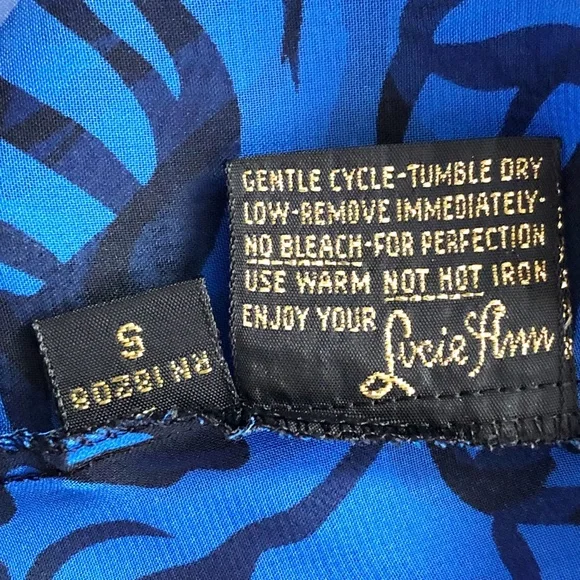 GENTLE CYCLE-TUMBLE DRY
LOW-REMOVE IMMEDIATELY-
NO BLEACH-FOR PERFECTION
USE WARM NOT HOT IRON
ENJOY YOUR Lucie Ann
S
RN 18208